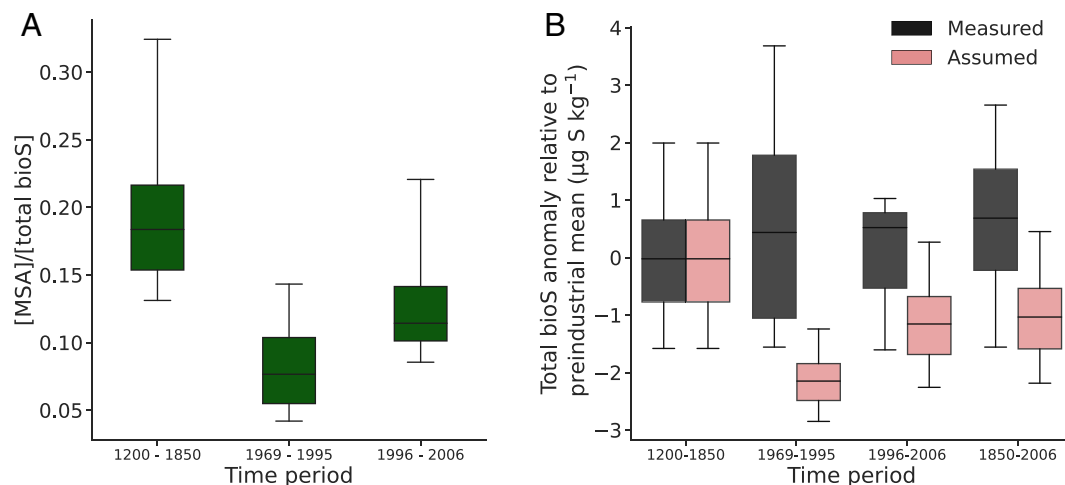 A
[MSA]/[total bioS]
0.30
0.25
0.20
0.15
0.10
0.05
1200 - 1850
1969 - 1995
1996 - 2006
Time period
B
Total bioS anomaly relative to
preindustrial mean (μg S kg⁻¹)
4
3
2
1
0
−1
−2
−3
Measured
Assumed
1200-1850
1969-1995
1996-2006
1850-2006
Time period